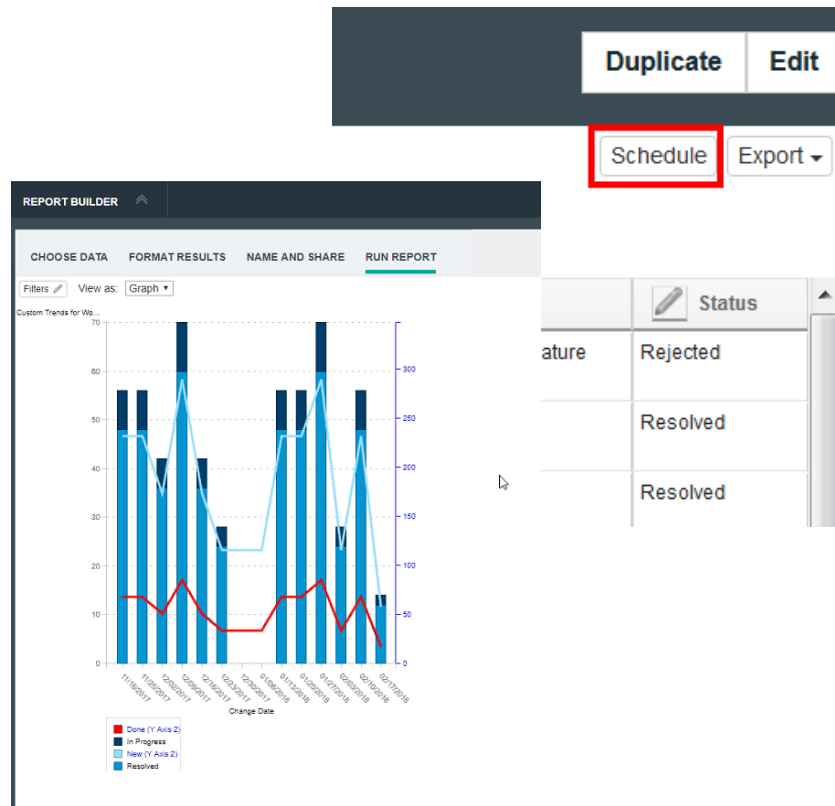 Duplicate Edit
Schedule Export
REPORT BUILDER
CHOOSE DATA FORMAT RESULTS NAME AND SHARE RUN REPORT
Filters View as: Graph
Custom Trends for Wo...
70
60
50
40
30
20
10
0
300
250
200
150
100
50
0
11/18/2017 11/25/2017 12/02/2017 12/09/2017 12/16/2017 12/23/2017 12/30/2017 01/06/2018 01/13/2018 01/20/2018 01/27/2018 02/03/2018 02/10/2018 02/17/2018
Change Date
Done (Y Axis 2)
In Progress
New (Y Axis 2)
Resolved
Status
ature Rejected
Resolved
Resolved